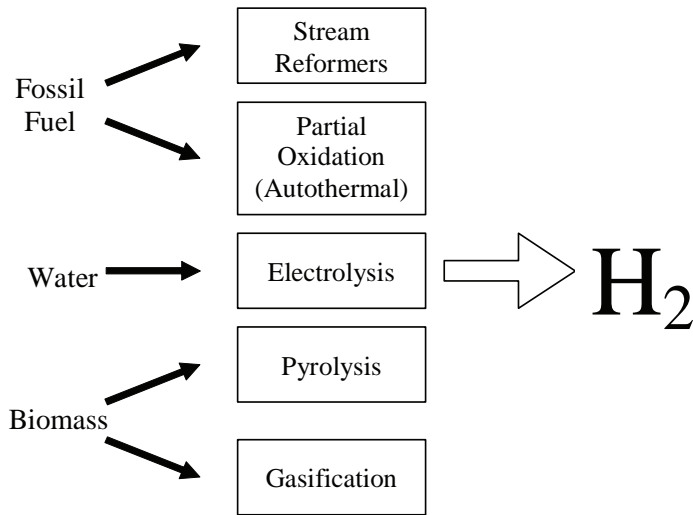 Stream
Reformers
Fossil
Fuel
Partial
Oxidation
(Autothermal)
Water
Electrolysis
H₂
Pyrolysis
Biomass
Gasification